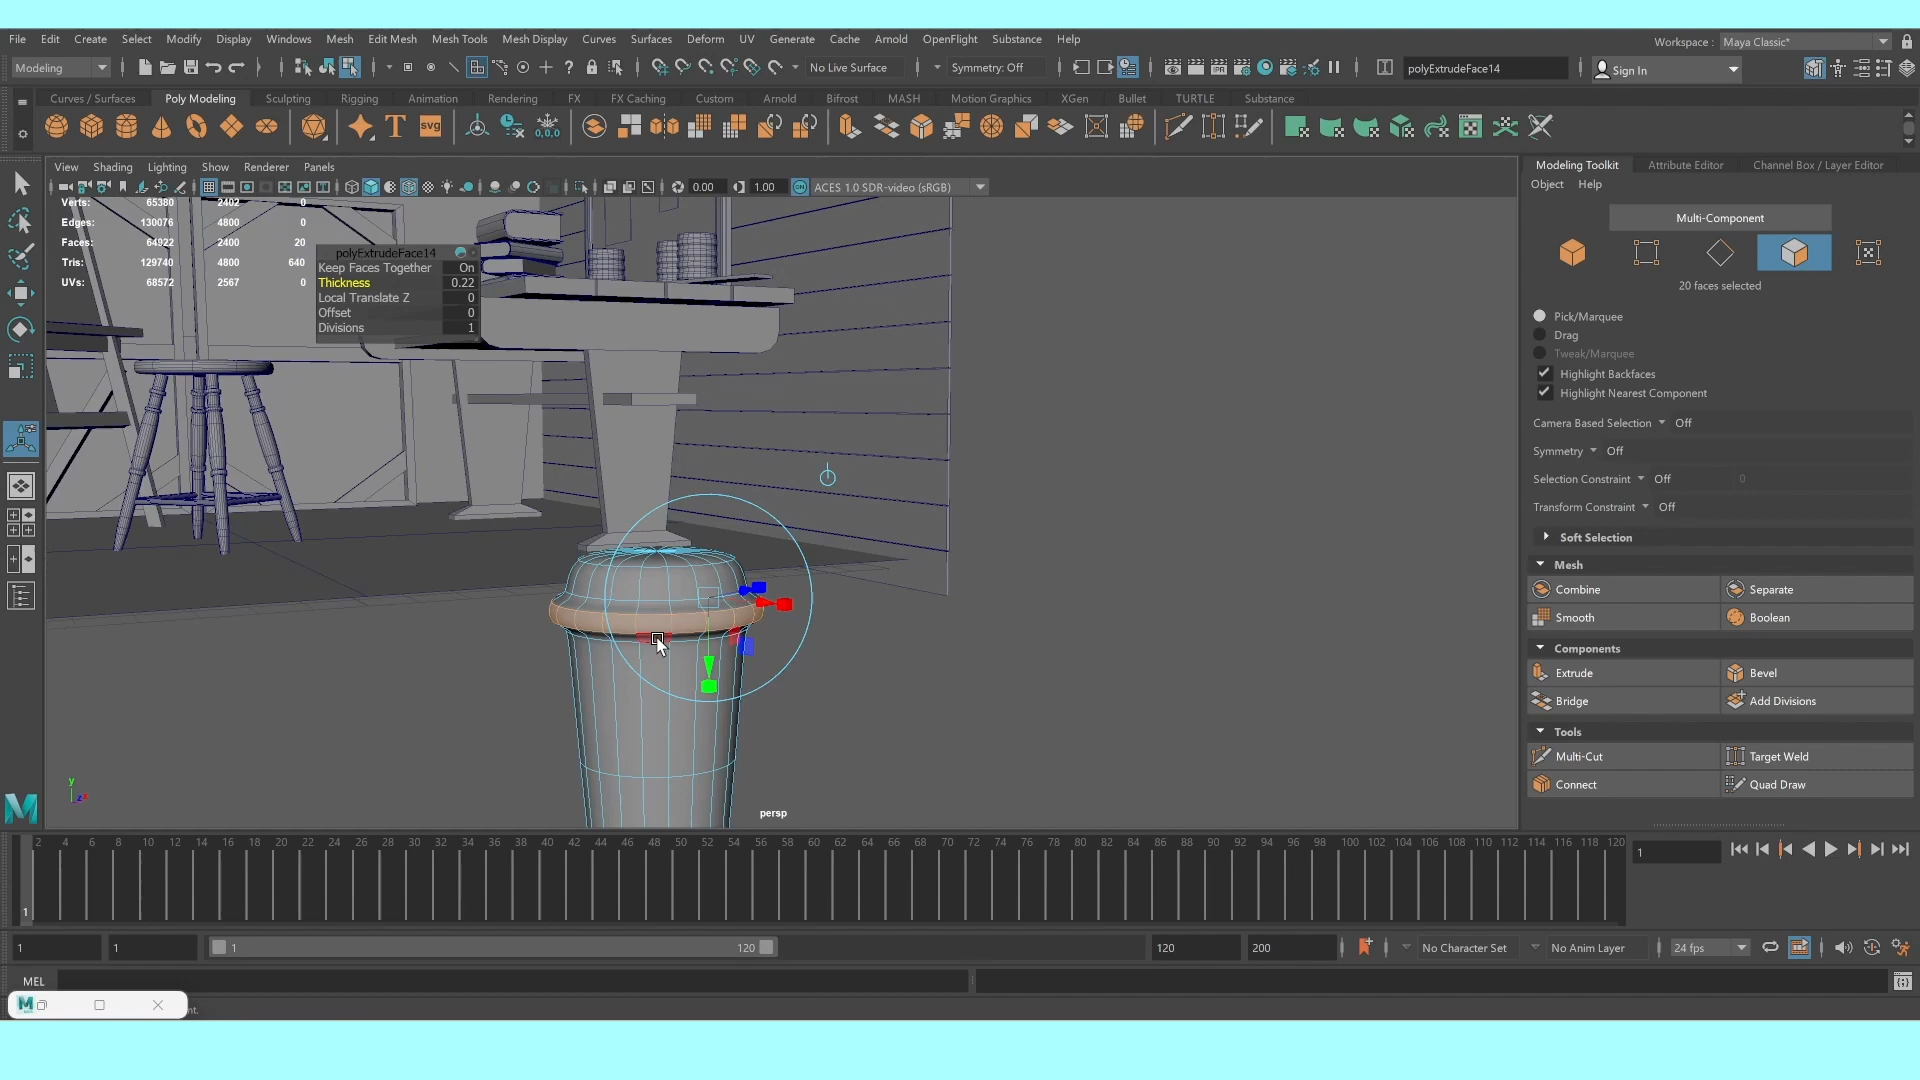 File Edit Create Select Modify Display Windows Mesh Edit Mesh Mesh Tools Mesh Display Curves Surfaces Deform UV Generate Cache Arnold OpenFlight Substance Help
Workspace : Maya Classic*
Modeling
No Live Surface
Symmetry: Off
polyExtrudeFace14
Sign In
Curves / Surfaces Poly Modeling Sculpting Rigging Animation Rendering FX FX Caching Custom Arnold Bifrost MASH Motion Graphics XGen Bullet TURTLE Substance
View Shading Lighting Show Renderer Panels
0.00 1.00 ACES 1.0 SDR-video (sRGB)
Verts: 65380 2402 0
Edges: 130076 4800 0
Faces: 64922 2400 20
Tris: 129740 4800 640
UVs: 68572 2567 0
polyExtrudeFace14
Keep Faces Together On
Thickness 0.22
Local Translate Z 0
Offset 0
Divisions 1
persp
Modeling Toolkit Attribute Editor Channel Box / Layer Editor
Object Help
Multi-Component
20 faces selected
Pick/Marquee
Drag
Tweak/Marquee
Highlight Backfaces
Highlight Nearest Component
Camera Based Selection Off
Symmetry Off
Selection Constraint Off 0
Transform Constraint Off
Soft Selection
Mesh
Combine Separate
Smooth Boolean
Components
Extrude Bevel
Bridge Add Divisions
Tools
Multi-Cut Target Weld
Connect Quad Draw
2 4 6 8 10 12 14 16 18 20 22 24 26 28 30 32 34 36 38 40 42 44 46 48 50 52 54 56 58 60 62 64 66 68 70 72 74 76 78 80 82 84 86 88 90 92 94 96 98 100 102 104 106 108 110 112 114 116 118 120
1
1
1 1 1 120 120 200 No Character Set No Anim Layer 24 fps
MEL
nt.